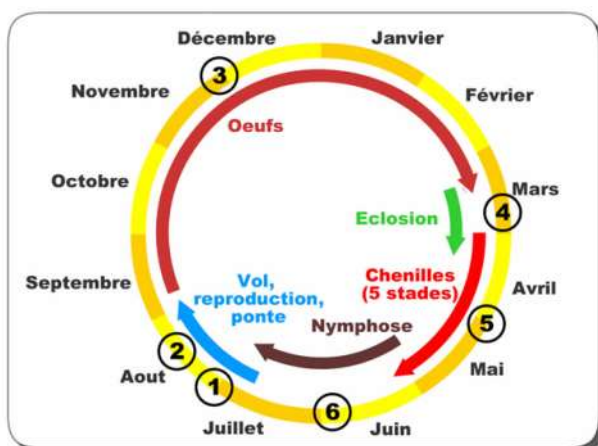 Décembre
Janvier
3
Novembre
Février
Oeufs
Octobre
Mars
4
Eclosion
Septembre
Vol,
reproduction,
ponte
Chenilles
(5 stades)
Avril
Nymphose
5
2
Aout
Mai
1
6
Juillet
Juin